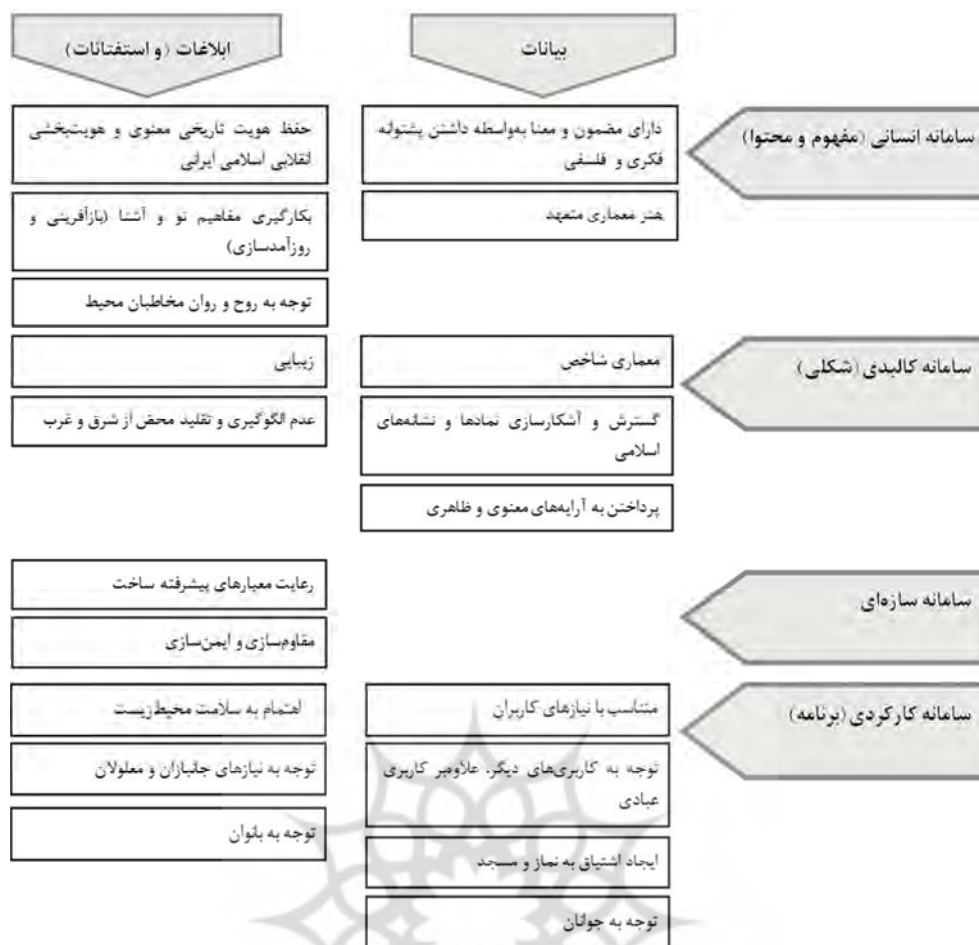 بیانات
ابلاغات (و استفتائات)
سامانه انسانی (مفهوم و محتوا)
دارای مضمون و معنا به‌واسطه داشتن پشتوانه
فکری و فلسفی
هنر معماری متعهد
حفظ هویت تاریخی معنوی و هویت‌بخشی
انقلابی اسلامی ایرانی
بکارگیری مفاهیم نو و آشنا (بازآفرینی و
روزآمدسازی)
توجه به روح و روان مخاطبان محیط
سامانه کالبدی (شکلی)
معماری شاخص
گسترش و آشکارسازی نمادها و نشانه‌های
اسلامی
پرداختن به آرایه‌های معنوی و ظاهری
زیبایی
عدم الگوگیری و تقلید محض از شرق و غرب
سامانه سازه‌ای
رعایت معیارهای پیشرفته ساخت
مقاوم‌سازی و ایمن‌سازی
سامانه کارکردی (برنامه)
متناسب با نیازهای کاربران
توجه به کاربری‌های دیگر، علاوه‌بر کاربری
عبادی
ایجاد اشتیاق به نماز و مسجد
توجه به جوانان
اهتمام به سلامت محیط‌زیست
توجه به نیازهای جانبازان و معلولان
توجه به بانوان